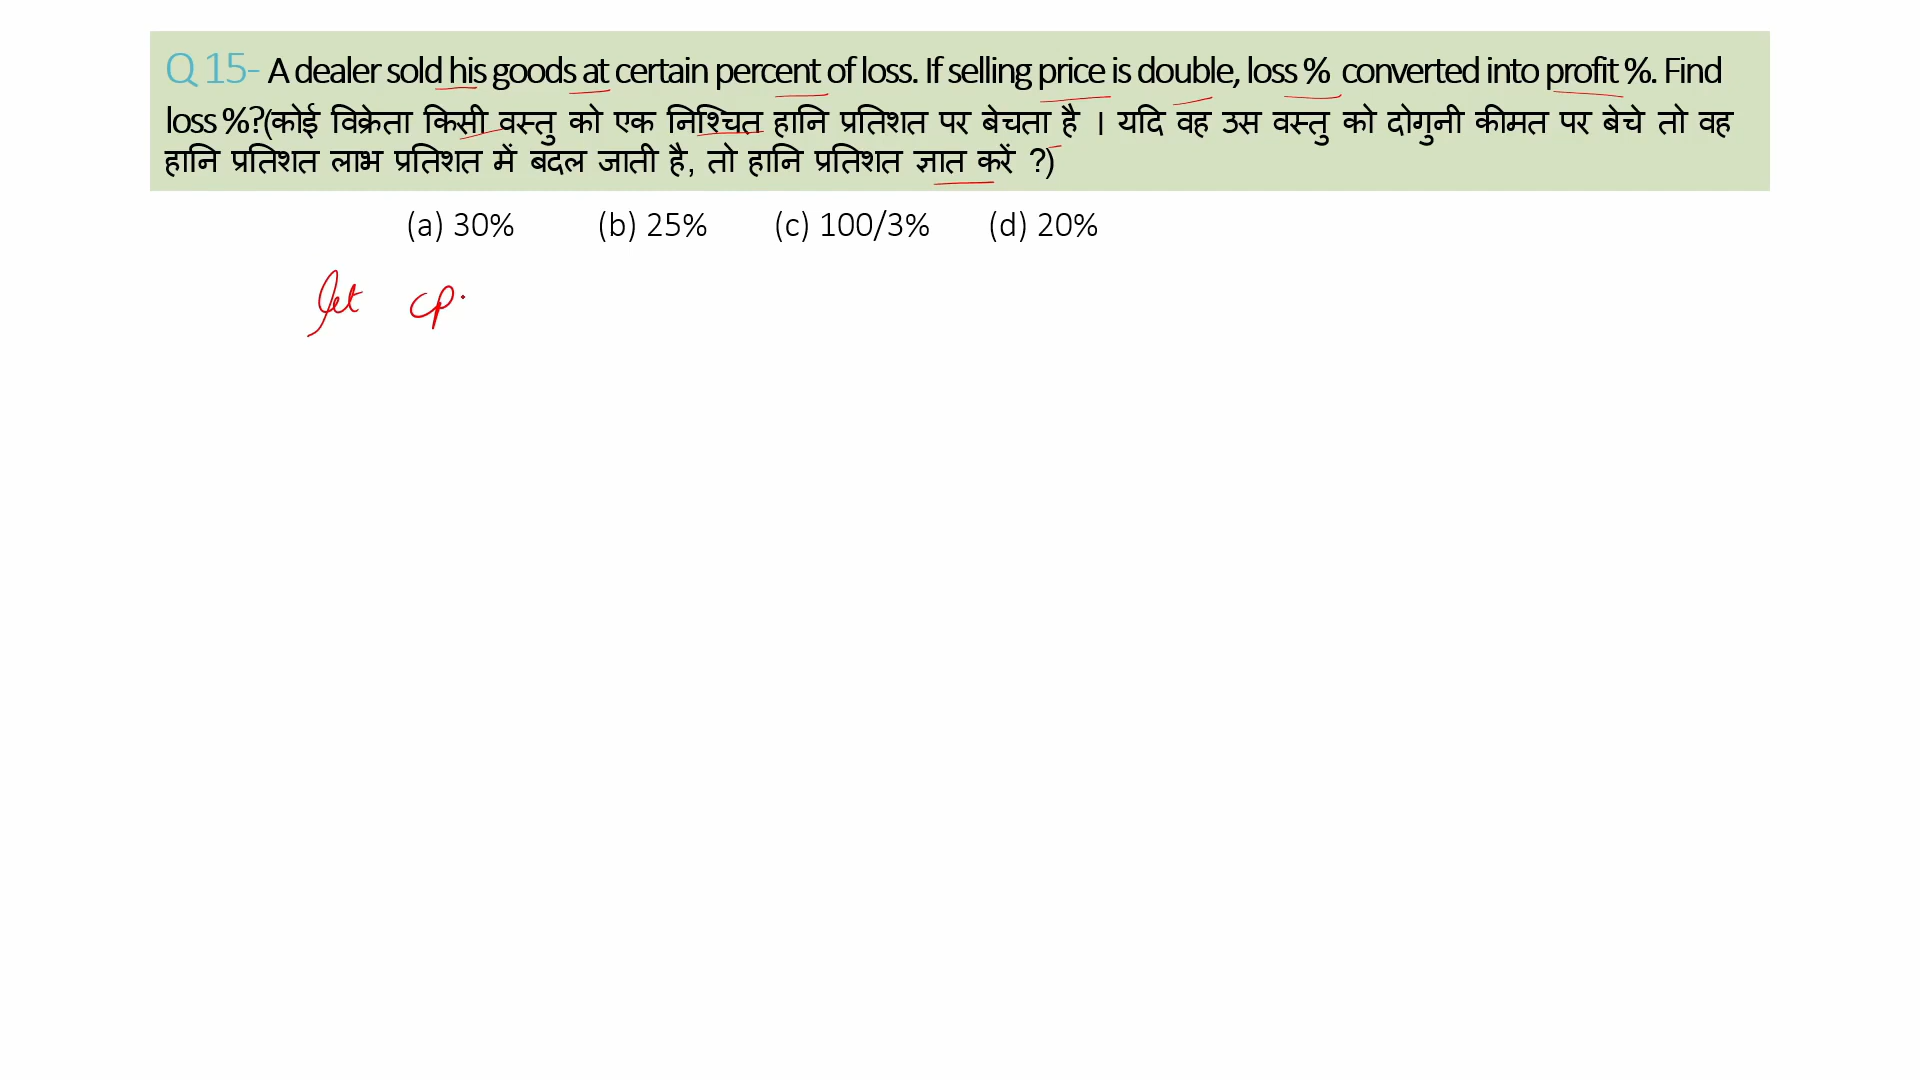 Q 15- A dealer sold his goods at certain percent of loss. If selling price is double, loss % converted into profit %. Find
loss %?(कोई विक्रेता किसी वस्तु को एक निश्चित हानि प्रतिशत पर बेचता है । यदि वह उस वस्तु को दोगुनी कीमत पर बेचे तो वह
हानि प्रतिशत लाभ प्रतिशत में बदल जाती है, तो हानि प्रतिशत ज्ञात करें ?)
(a) 30% (b) 25% (c) 100/3% (d) 20%
let cp.